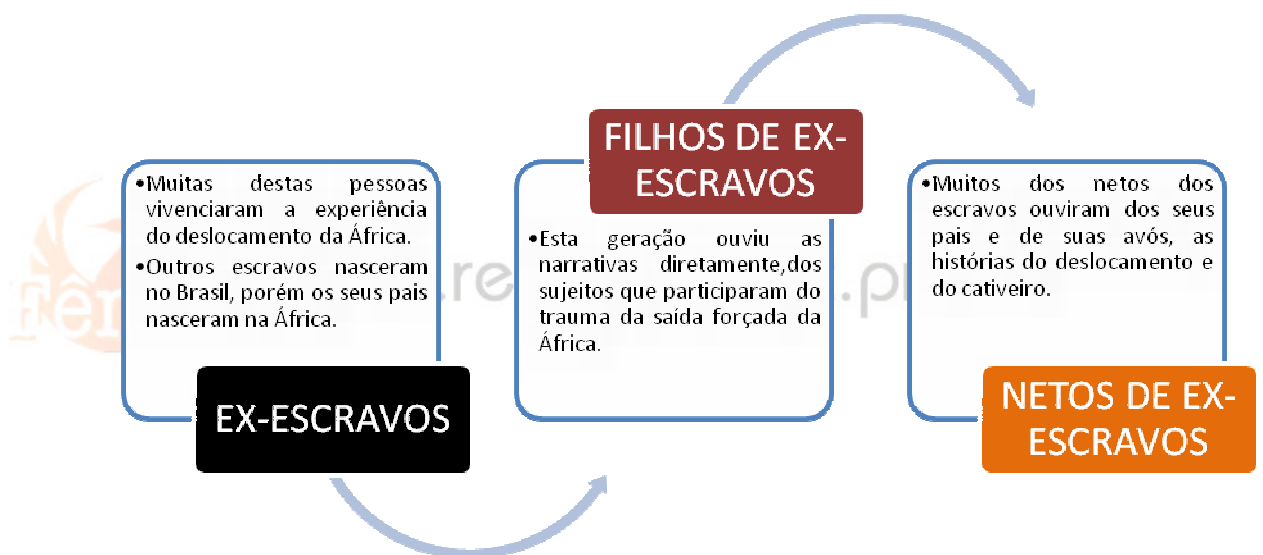 •Muitas destas pessoas
vivenciaram a experiência
do deslocamento da África.
•Outros escravos nasceram
no Brasil, porém os seus pais
nasceram na África.
EX-ESCRAVOS
FILHOS DE EX-
ESCRAVOS
•Esta geração ouviu as
narrativas diretamente,dos
sujeitos que participaram do
trauma da saída forçada da
África.
•Muitos dos netos dos
escravos ouviram dos seus
pais e de suas avós, as
histórias do deslocamento e
do cativeiro.
NETOS DE EX-
ESCRAVOS